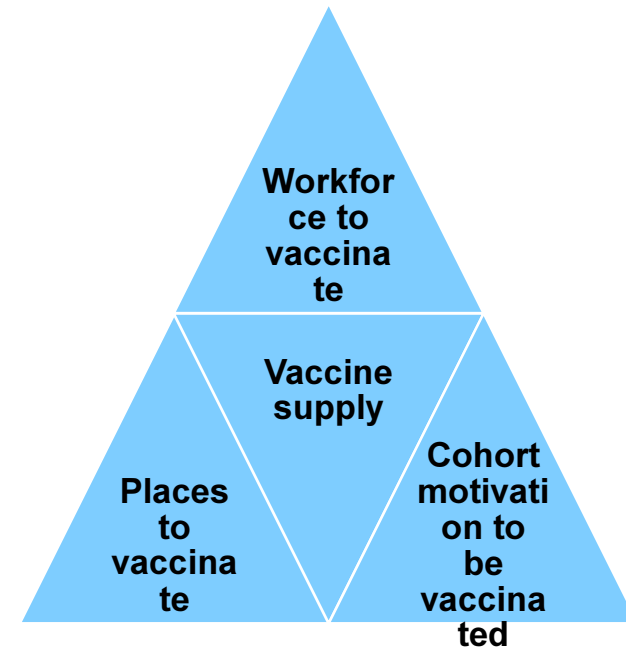 Workfor
ce to
vaccina
te
Vaccine
supply
Places
to
vaccina
te
Cohort
motivati
on to
be
vaccina
ted